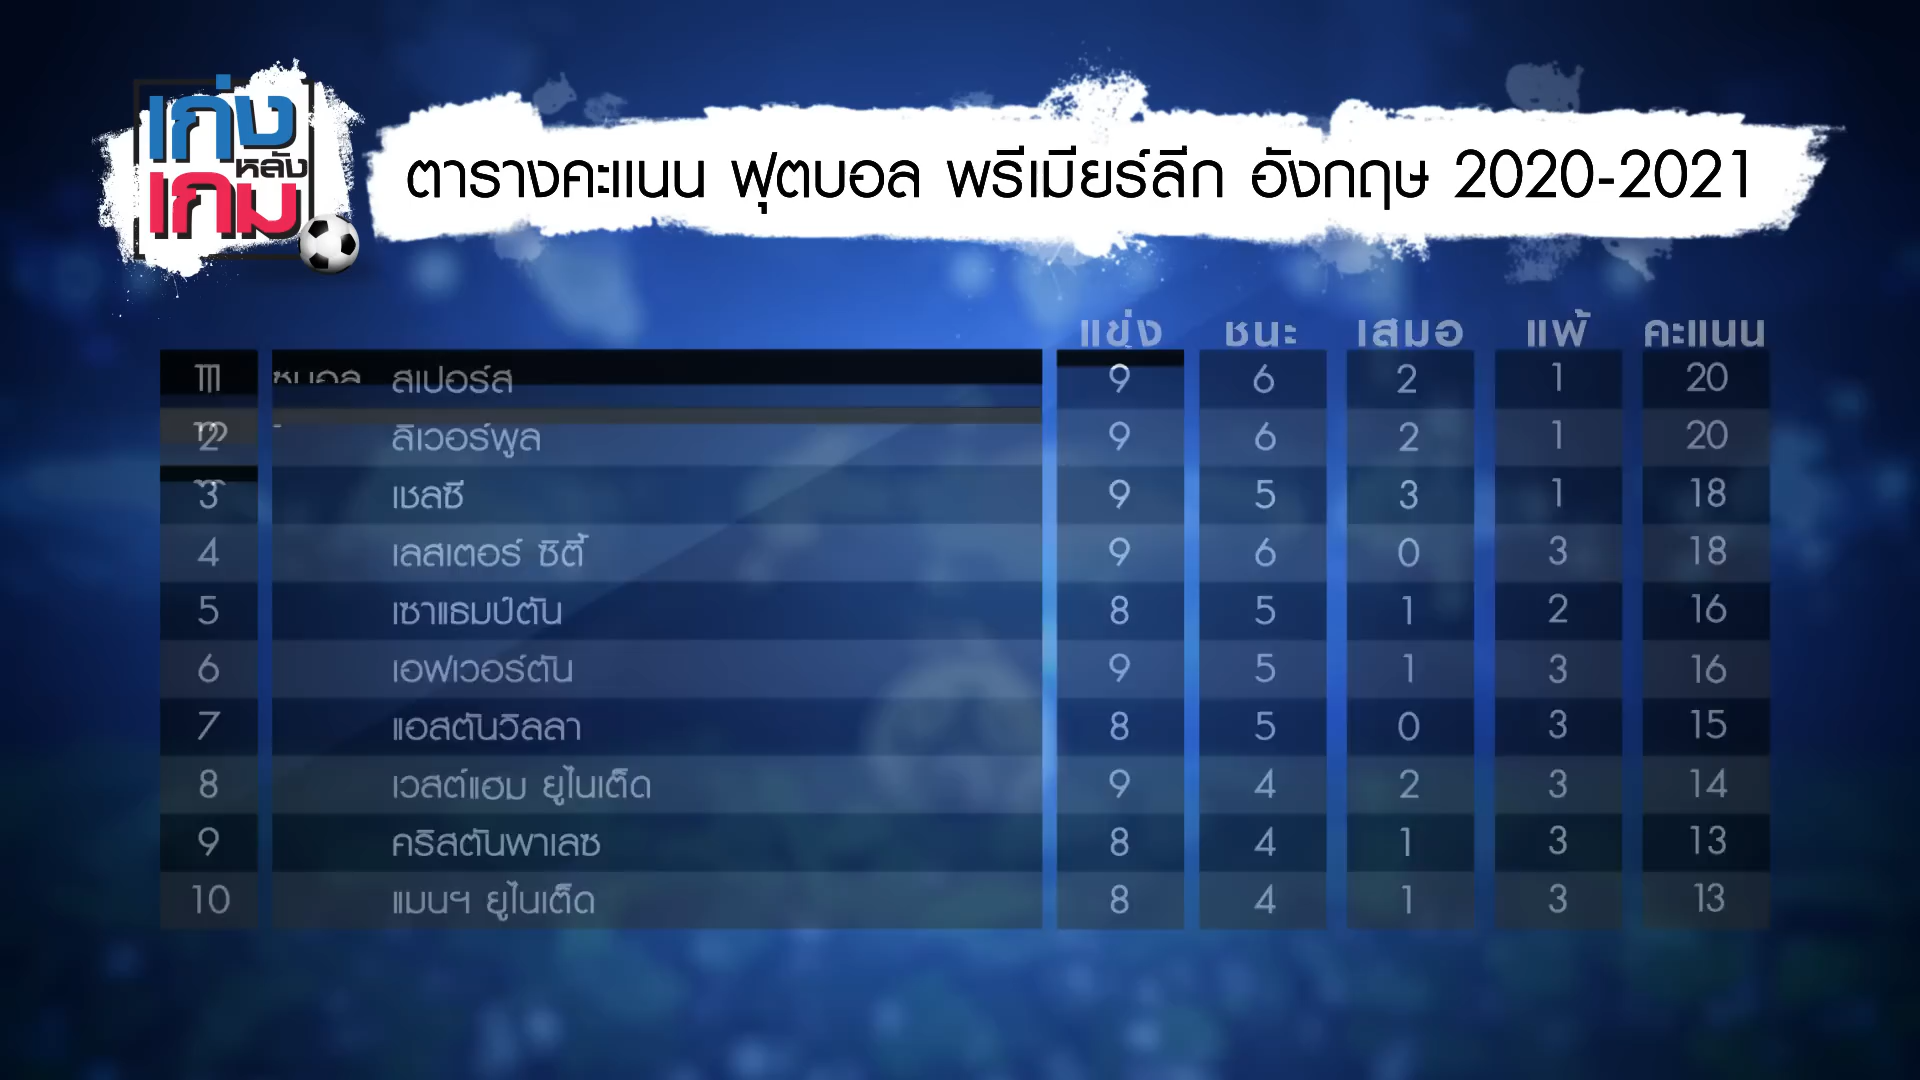 เก่ง
หลัง
เกม
ตารางคะแนน ฟุตบอล พรีเมียร์ลีก อังกฤษ 2020-2021
แข่ง ชนะ เสมอ แพ้ คะแนน
สเปอร์ส 9 6 2 1 20
2 ลิเวอร์พูล 9 6 2 1 20
3 เชลซี 9 5 3 1 18
4 เลสเตอร์ ซิตี้ 9 6 0 3 18
5 เซาแธมป์ตัน 8 5 1 2 16
6 เอฟเวอร์ตัน 9 5 1 3 16
7 แอสตันวิลลา 8 5 0 3 15
8 เวสต์แฮม ยูไนเต็ด 9 4 2 3 14
9 คริสตันพาเลซ 8 4 1 3 13
10 แมนฯ ยูไนเต็ด 8 4 1 3 13